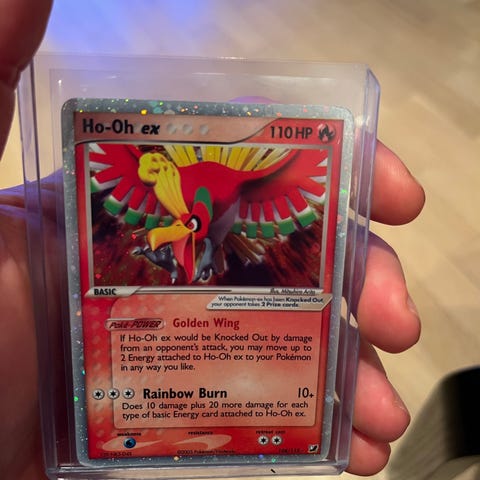 Ho-Oh ex
110 HP
Illus. Mitsuhiro Arita
BASIC
When Pokémon-ex has been Knocked Out,
your opponent takes 2 Prize cards.
Poké-POWER Golden Wing
If Ho-Oh ex would be Knocked Out by damage
from an opponent's attack, you may move up to
2 Energy attached to Ho-Oh ex to your Pokémon
in any way you like.
Rainbow Burn 10+
Does 10 damage plus 20 more damage for each
type of basic Energy card attached to Ho-Oh ex.
weakness resistance retreat cost